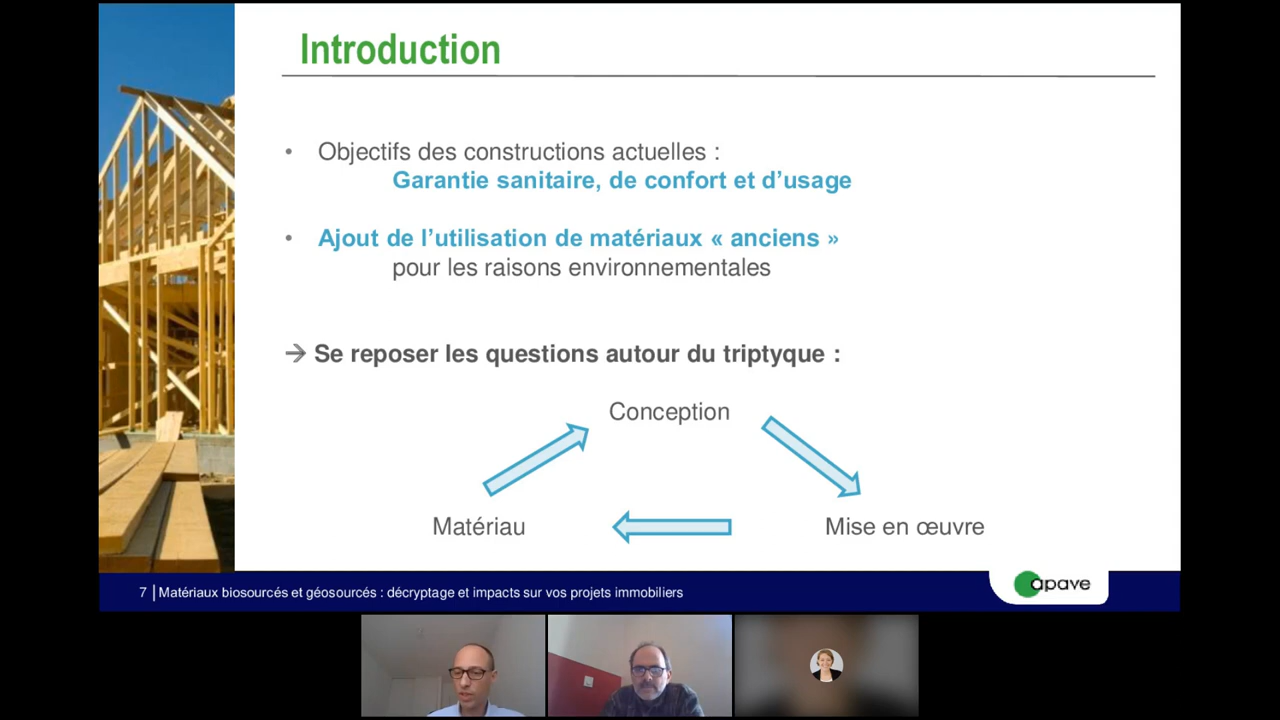 Introduction
• Objectifs des constructions actuelles :
Garantie sanitaire, de confort et d’usage
• Ajout de l’utilisation de matériaux « anciens »
pour les raisons environnementales
→ Se reposer les questions autour du triptyque :
Conception
Matériau
Mise en œuvre
7 | Matériaux biosourcés et géosourcés : décryptage et impacts sur vos projets immobiliers
apave